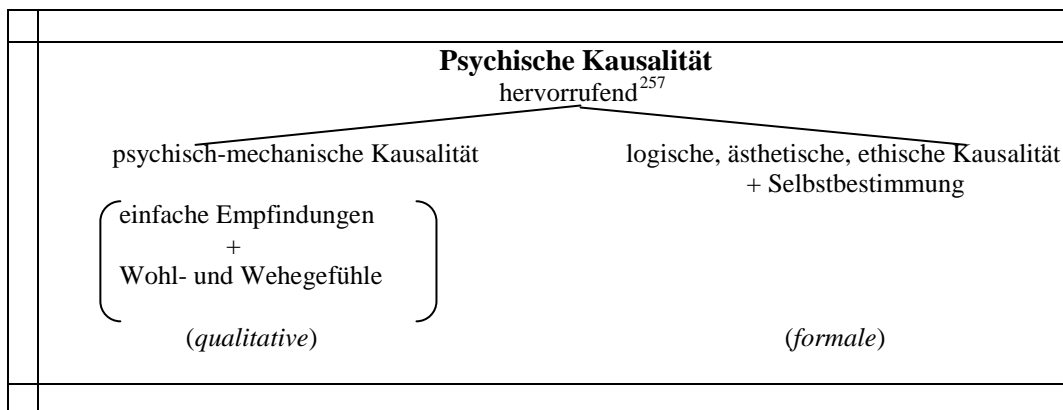 Psychische Kausalität
hervorrufend257
psychisch-mechanische Kausalität
logische, ästhetische, ethische Kausalität
+ Selbstbestimmung
einfache Empfindungen
+
Wohl- und Wehegefühle
(qualitative)
(formale)